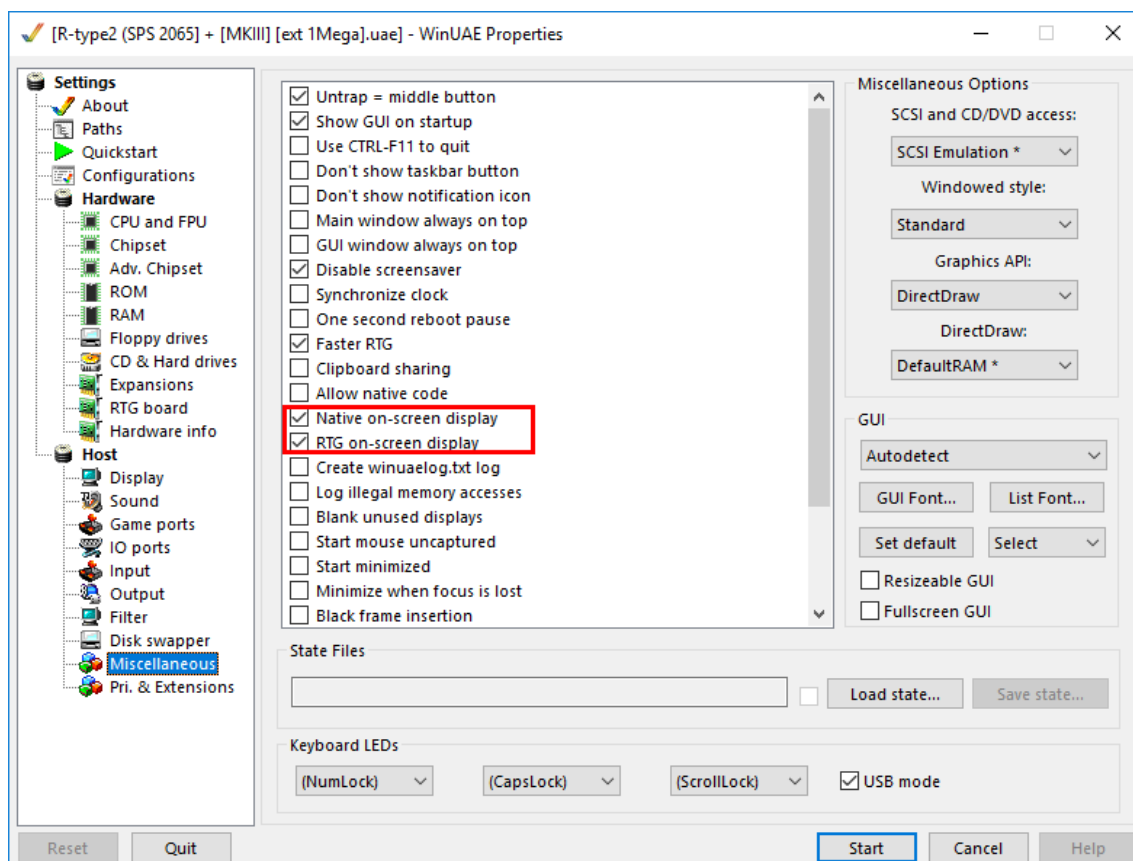 [R-type2 (SPS 2065] + [MKIII] [ext 1Mega].uae] - WinUAE Properties
Settings
About
Paths
Quickstart
Configurations
Hardware
CPU and FPU
Chipset
Adv. Chipset
ROM
RAM
Floppy drives
CD & Hard drives
Expansions
RTG board
Hardware info
Host
Display
Sound
Game ports
IO ports
Input
Output
Filter
Disk swapper
Miscellaneous
Pri. & Extensions
Untrap = middle button
Show GUI on startup
Use CTRL-F11 to quit
Don't show taskbar button
Don't show notification icon
Main window always on top
GUI window always on top
Disable screensaver
Synchronize clock
One second reboot pause
Faster RTG
Clipboard sharing
Allow native code
Native on-screen display
RTG on-screen display
Create winuaelog.txt log
Log illegal memory accesses
Blank unused displays
Start mouse uncaptured
Start minimized
Minimize when focus is lost
Black frame insertion
Miscellaneous Options
SCSI and CD/DVD access:
SCSI Emulation *
Windowed style:
Standard
Graphics API:
DirectDraw
DirectDraw:
DefaultRAM *
GUI
Autodetect
GUI Font... List Font...
Set default Select
Resizeable GUI
Fullscreen GUI
State Files
Load state... Save state...
Keyboard LEDs
(NumLock) (CapsLock) (ScrollLock) USB mode
Reset Quit Start Cancel Help